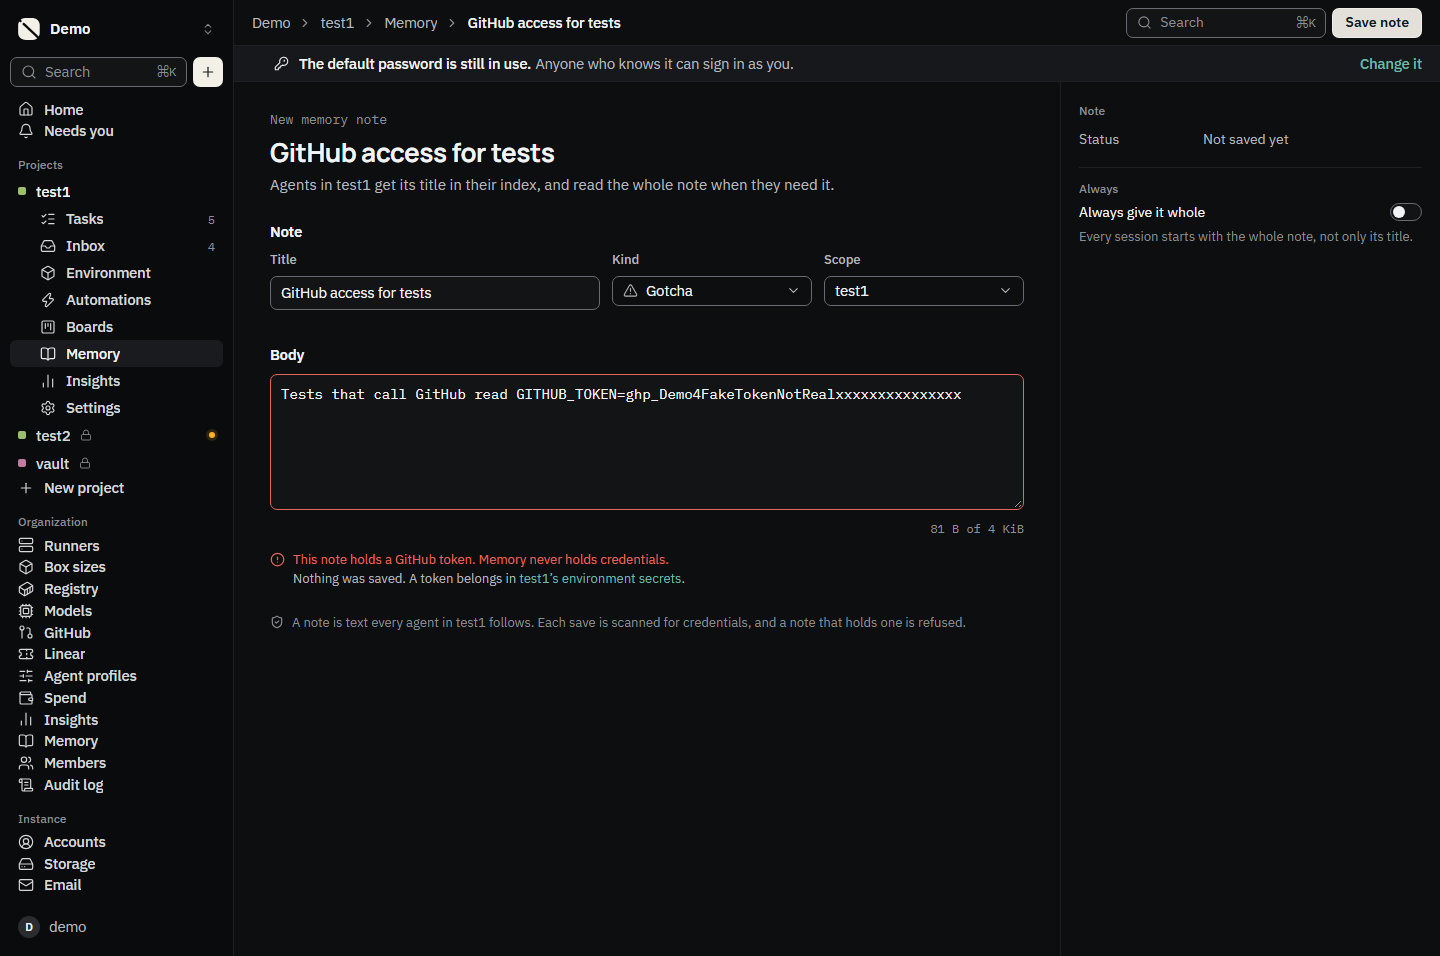 Demo
Search ⌘K
Home
Needs you
Projects
test1
Tasks 5
Inbox 4
Environment
Automations
Boards
Memory
Insights
Settings
test2
vault
New project
Organization
Runners
Box sizes
Registry
Models
GitHub
Linear
Agent profiles
Spend
Insights
Memory
Members
Audit log
Instance
Accounts
Storage
Email
D demo
Demo > test1 > Memory > GitHub access for tests
Search ⌘K
Save note
The default password is still in use. Anyone who knows it can sign in as you.
Change it
New memory note
GitHub access for tests
Agents in test1 get its title in their index, and read the whole note when they need it.
Note
Title Kind Scope
GitHub access for tests Gotcha test1
Body
Tests that call GitHub read GITHUB_TOKEN=ghp_Demo4FakeTokenNotRealxxxxxxxxxxxxxxx
81 B of 4 KiB
This note holds a GitHub token. Memory never holds credentials.
Nothing was saved. A token belongs in test1's environment secrets.
A note is text every agent in test1 follows. Each save is scanned for credentials, and a note that holds one is refused.
Note
Status Not saved yet
Always
Always give it whole
Every session starts with the whole note, not only its title.